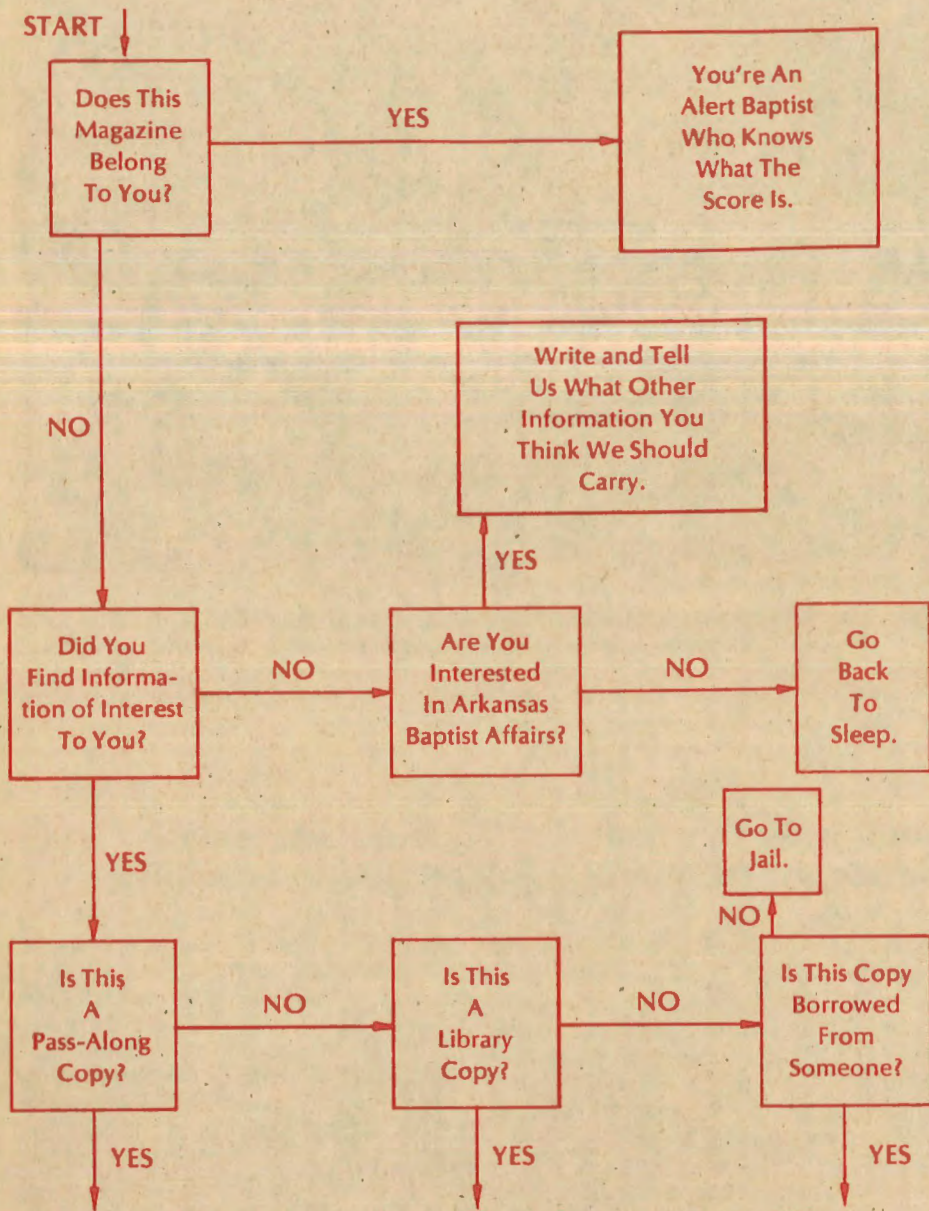 START
Does This
Magazine
Belong
To You?
YES
You're An
Alert Baptist
Who Knows
What The
Score Is.
NO
Write and Tell
Us What Other
Information You
Think We Should
Carry.
YES
Did You
Find Informa-
tion of Interest
To You?
NO
Are You
Interested
In Arkansas
Baptist Affairs?
NO
Go
Back
To
Sleep.
YES
Go To
Jail.
NO
Is This
A
Pass-Along
Copy?
NO
Is This
A
Library
Copy?
NO
Is This Copy
Borrowed
From
Someone?
YES
YES
YES